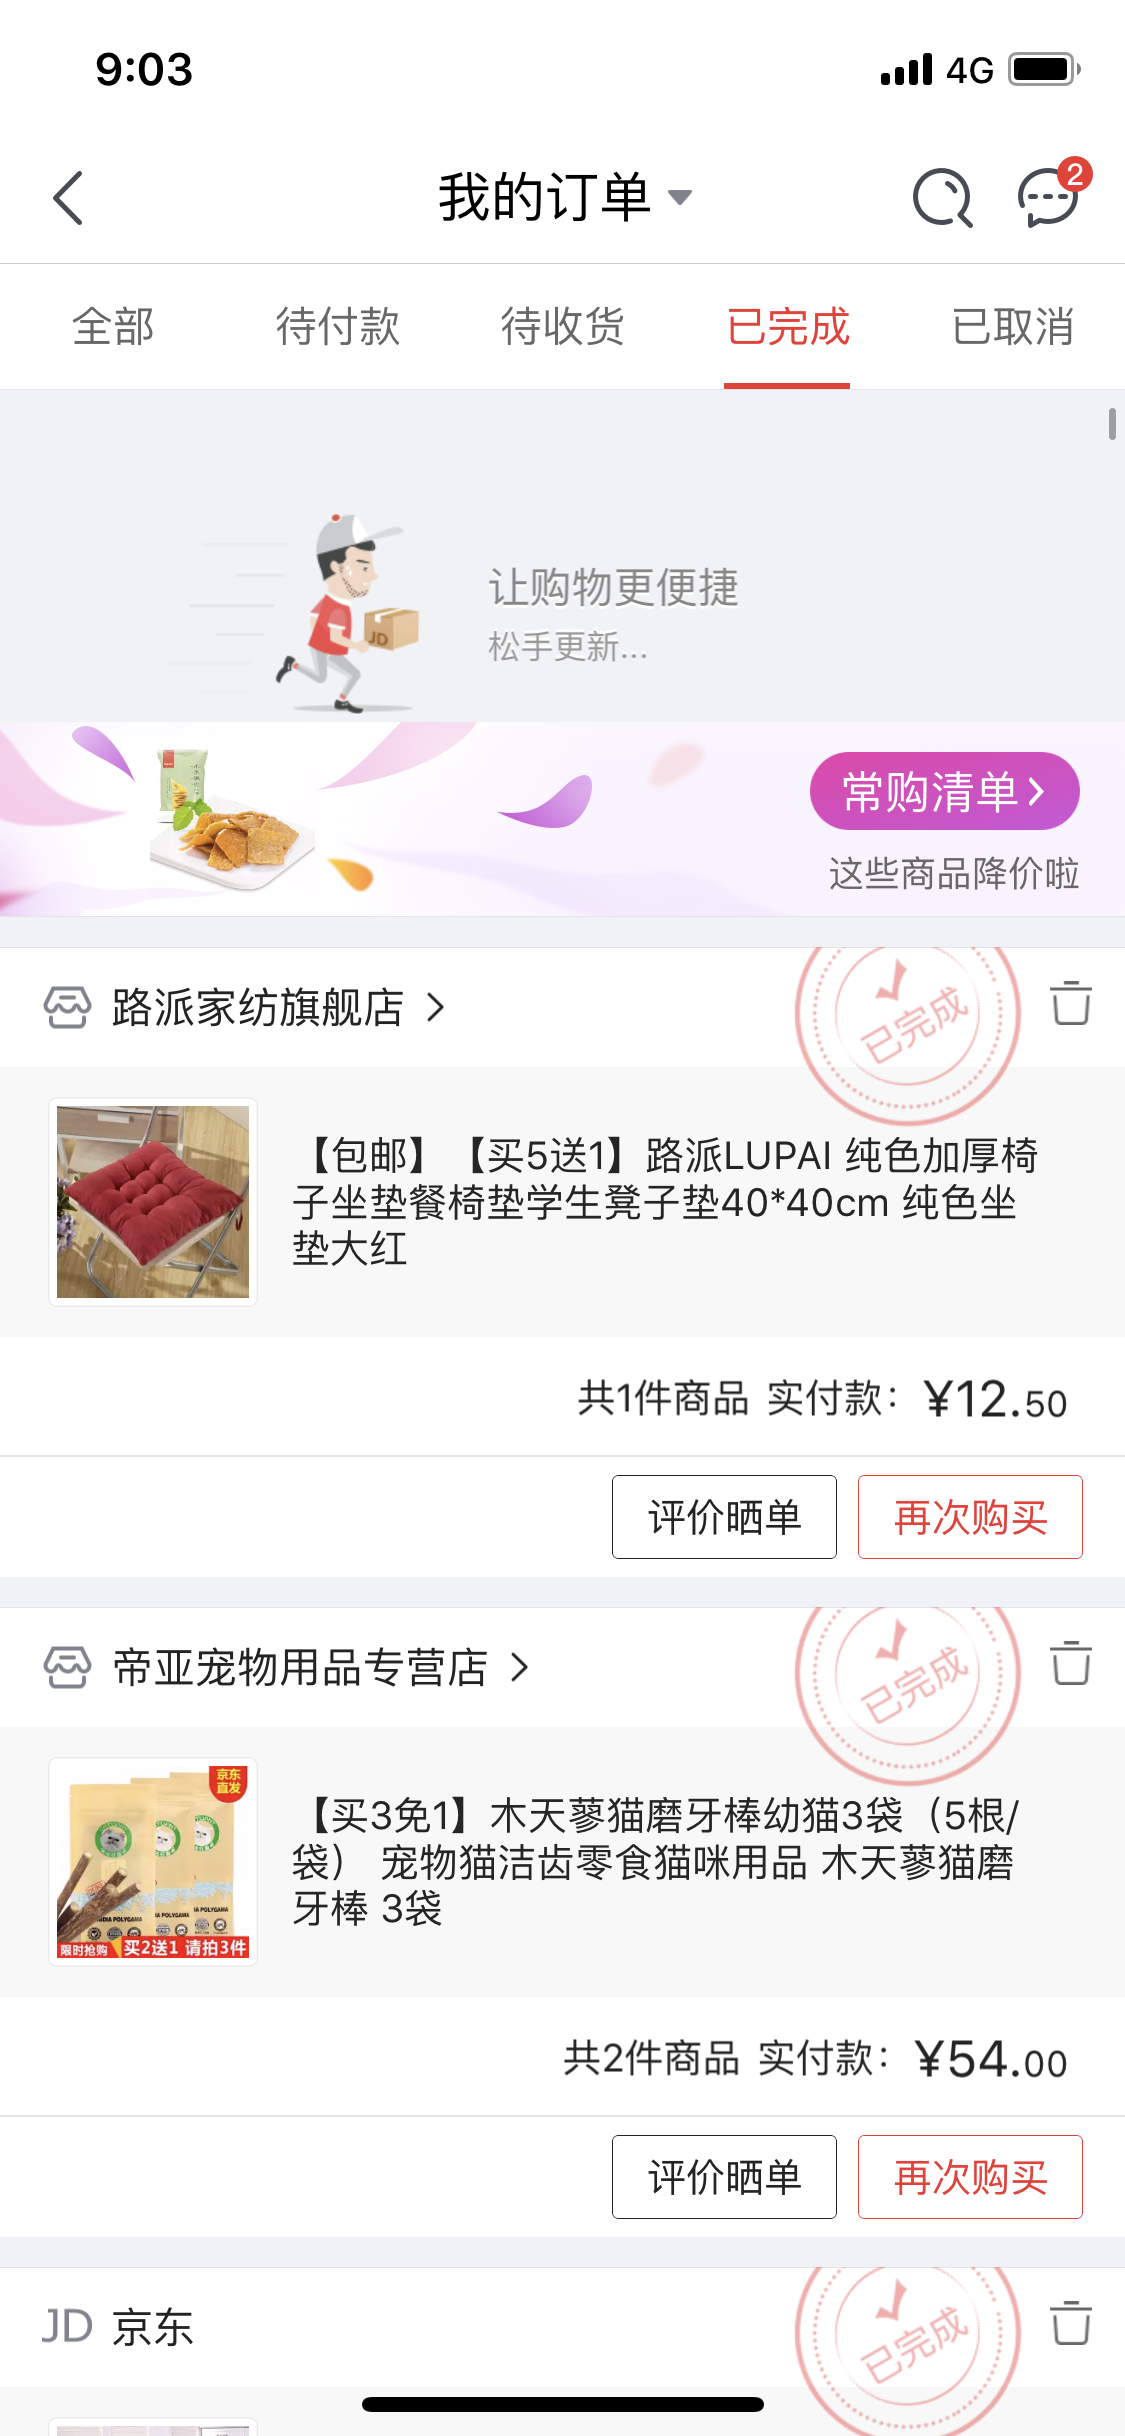 9:03
4G
我的订单
2
全部
待付款
待收货
已完成
已取消
JD
让购物更便捷
松手更新...
常购清单
这些商品降价啦
路派家纺旗舰店
已完成
【包邮】【买5送1】路派LUPAI 纯色加厚椅
子坐垫餐椅垫学生凳子垫40*40cm 纯色坐
垫大红
共1件商品 实付款：¥12.50
评价晒单
再次购买
帝亚宠物用品专营店
已完成
京东
直发
限时抢购
买2送1 请拍3件
【买3免1】木天蓼猫磨牙棒幼猫3袋（5根/
袋） 宠物猫洁齿零食猫咪用品 木天蓼猫磨
牙棒 3袋
共2件商品 实付款：¥54.00
评价晒单
再次购买
JD 京东
已完成